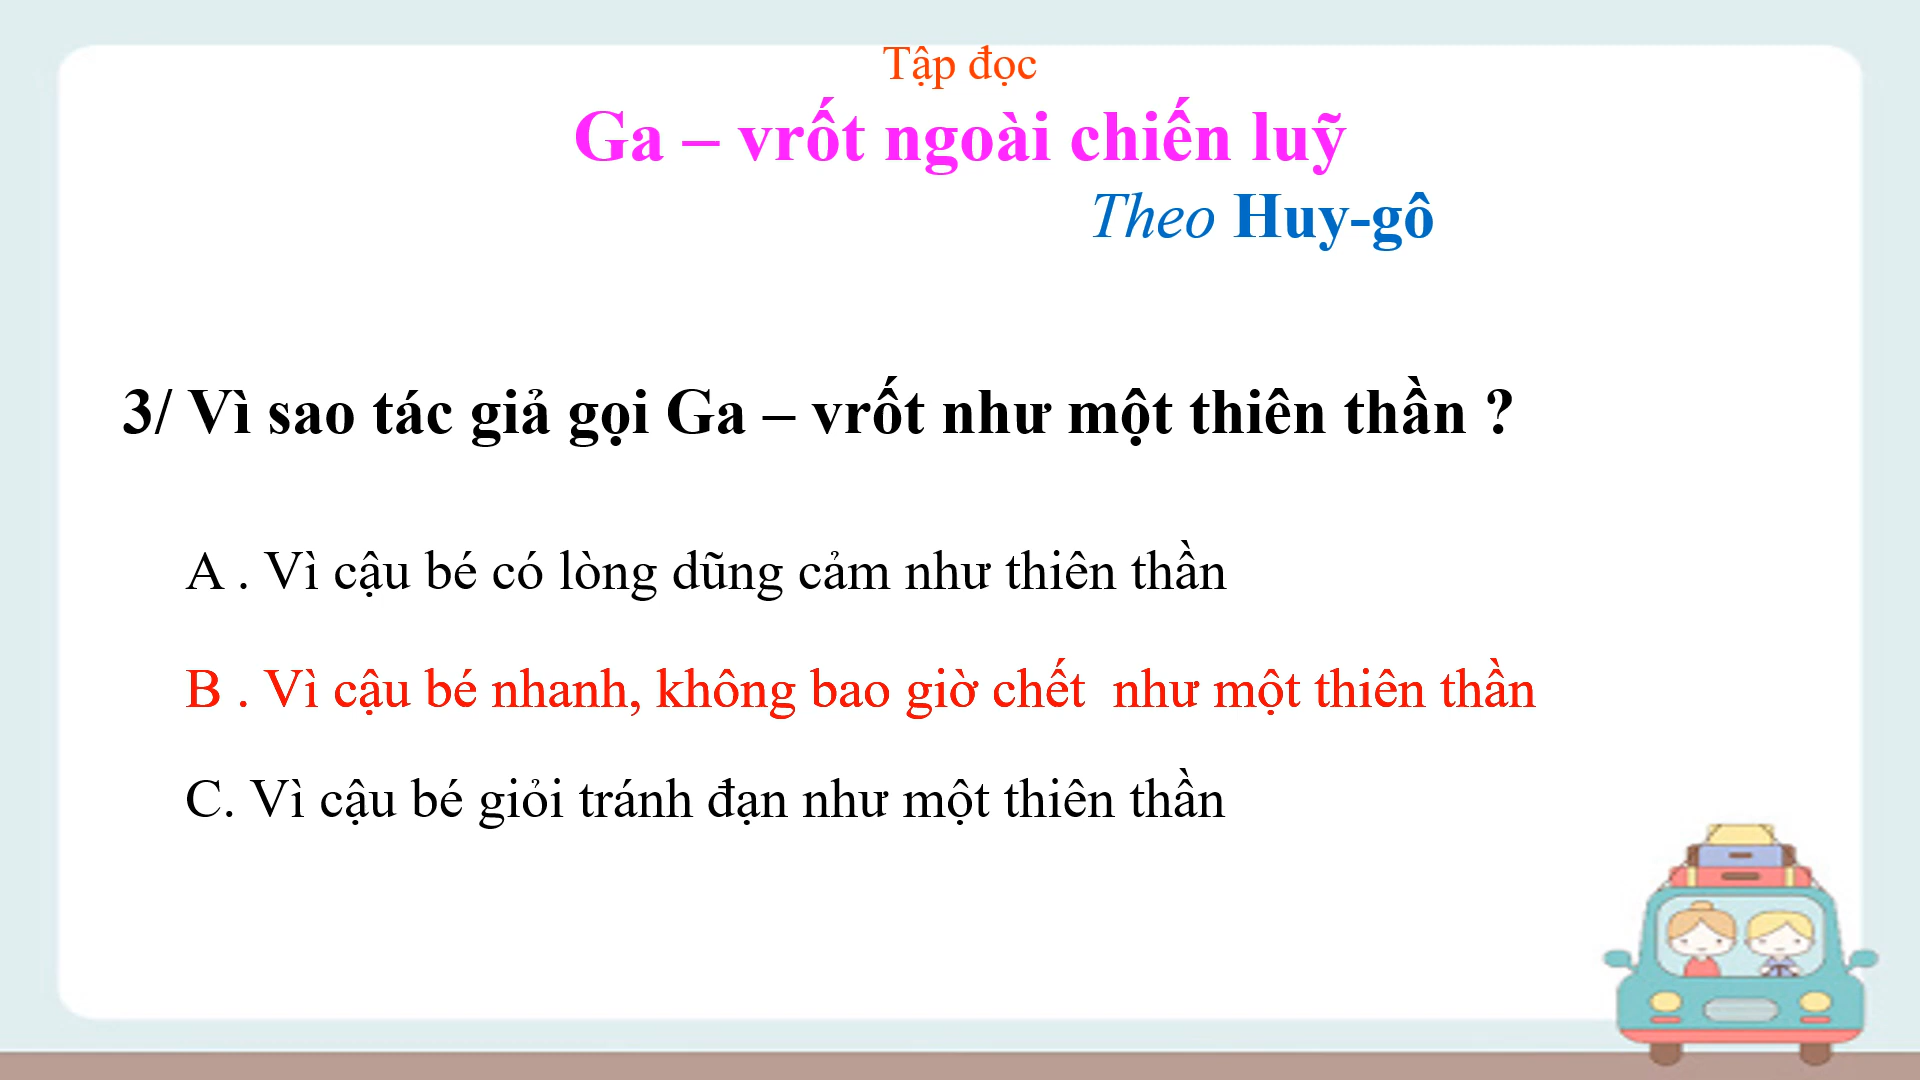 Tập đọc
Ga – vrốt ngoài chiến luỹ
Theo Huy-gô
3/ Vì sao tác giả gọi Ga – vrốt như một thiên thần ?
A . Vì cậu bé có lòng dũng cảm như thiên thần
B . Vì cậu bé nhanh, không bao giờ chết như một thiên thần
C. Vì cậu bé giỏi tránh đạn như một thiên thần